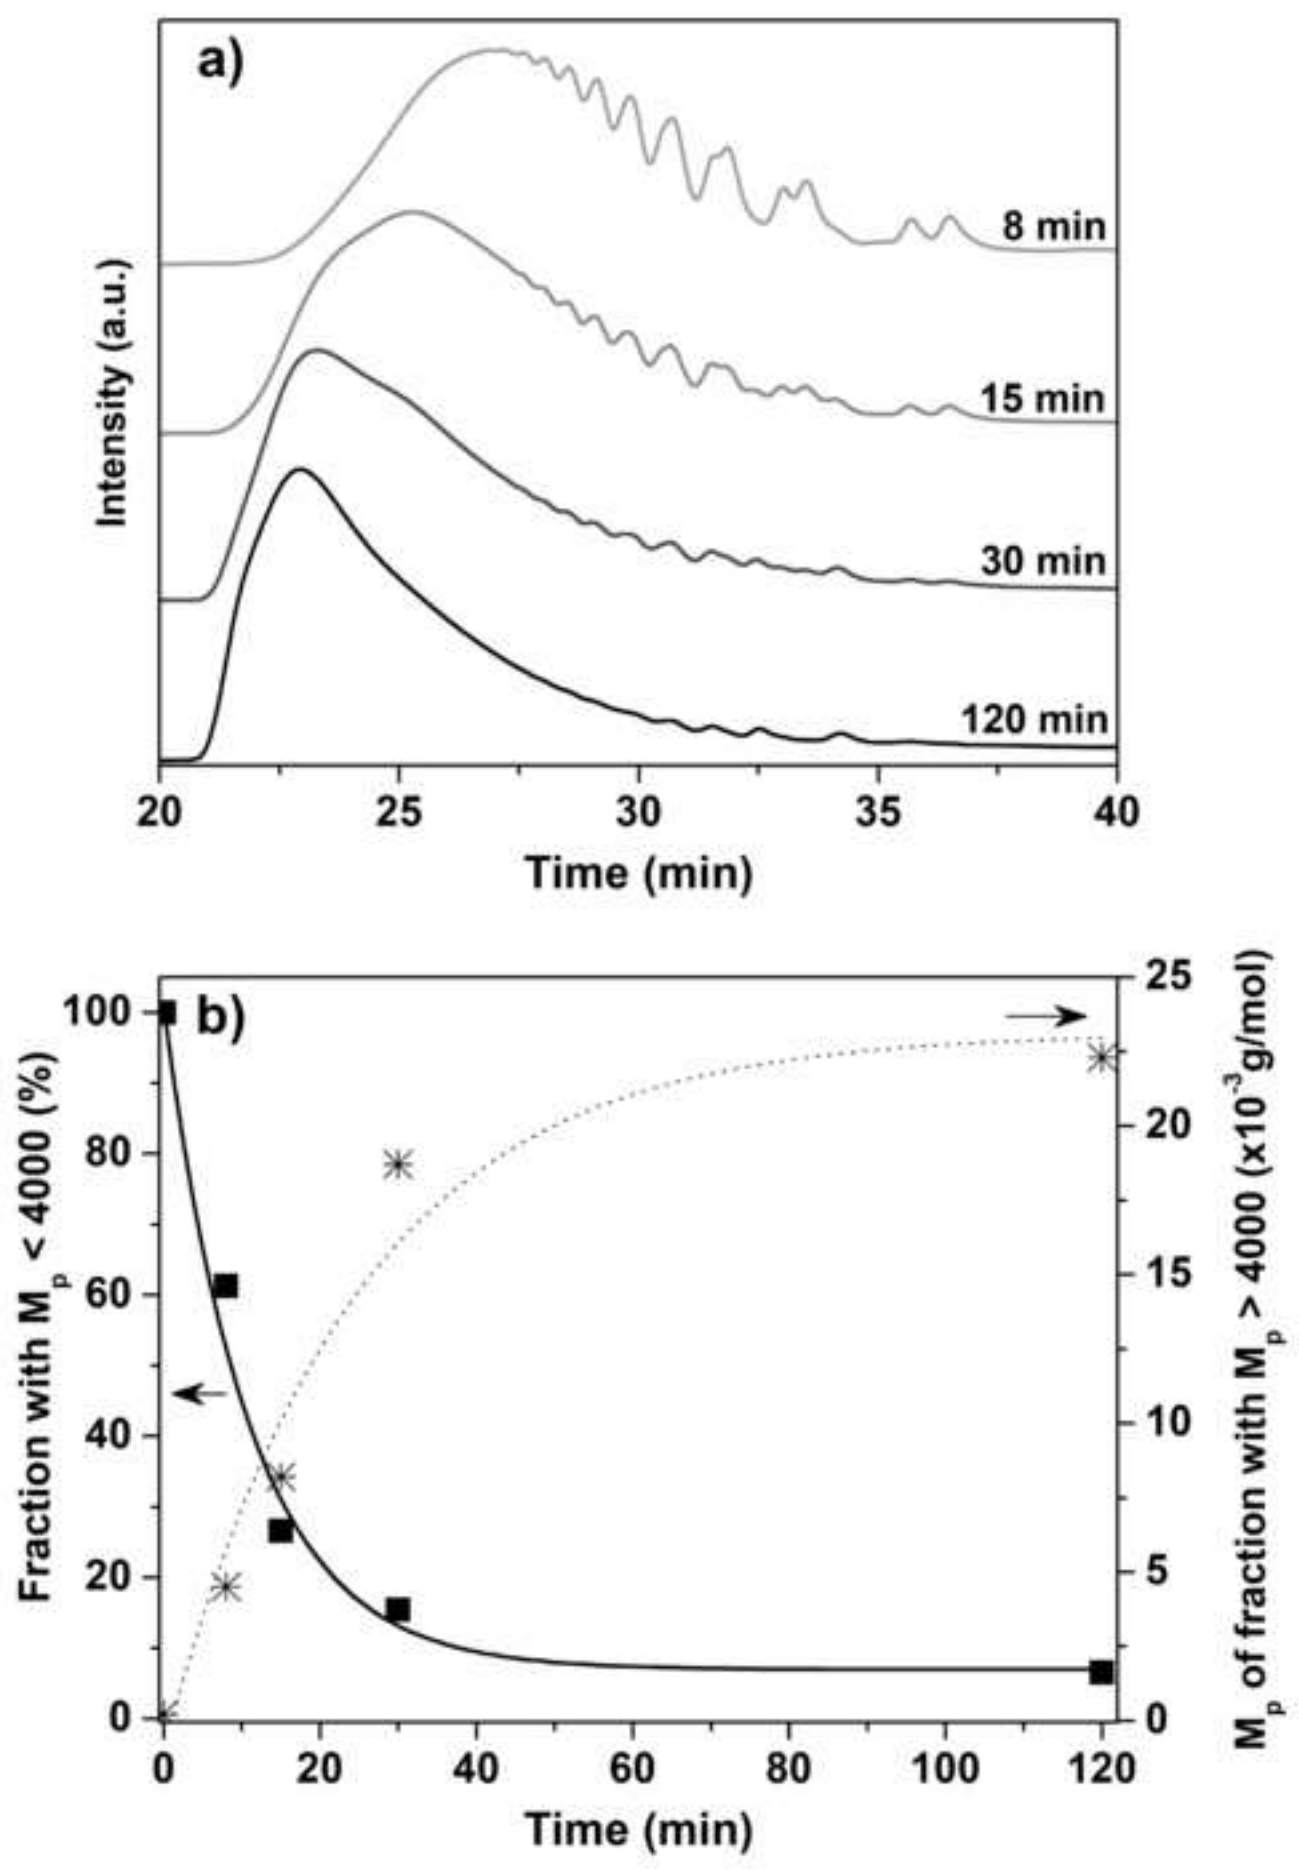 a)
Intensity (a.u.)
8 min
15 min
30 min
120 min
20 25 30 35 40
Time (min)
b)
Fraction with Mp < 4000 (%)
100
80
60
40
20
0
25
20
15
10
5
0
Mp of fraction with Mp > 4000 (x10-3 g/mol)
0 20 40 60 80 100 120
Time (min)